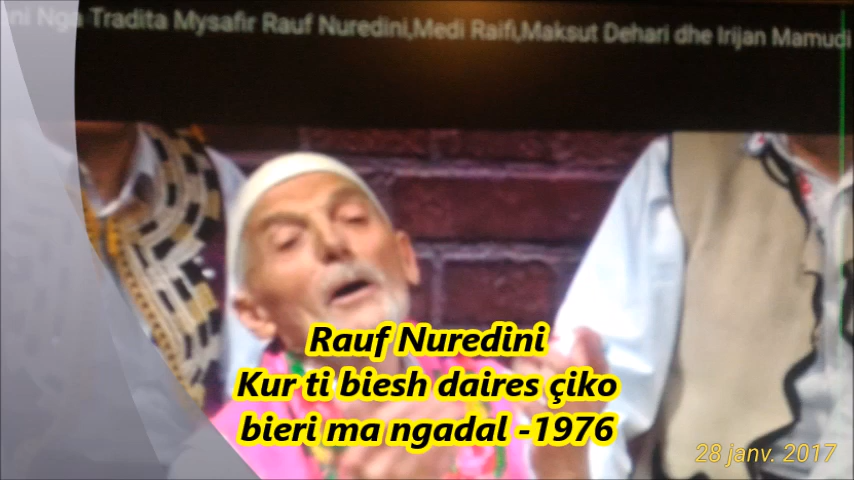 ni Nga Tradita Mysafir Rauf Nuredini,Medi Raifi,Maksut Dehari dhe Irijan Mamudi
Rauf Nuredini
Kur ti biesh daires çiko
bieri ma ngadal -1976
28 janv. 2017